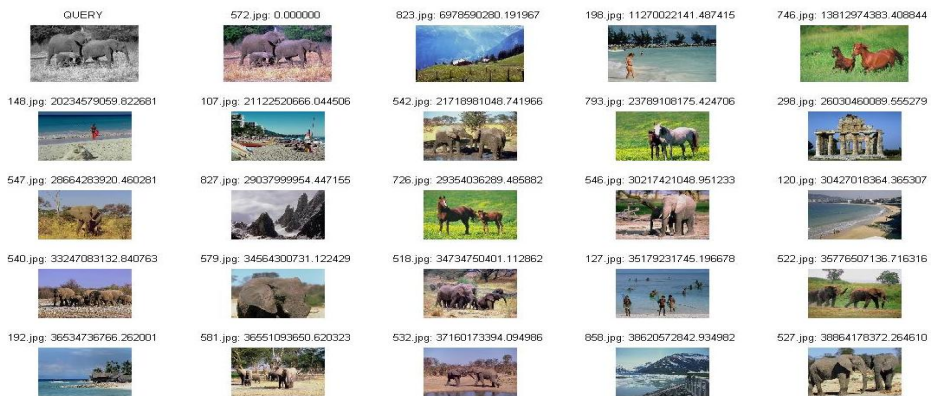 QUERY
572.jpg: 0.000000
823.jpg: 6978590280.191967
198.jpg: 11270022141.487415
746.jpg: 13812974383.408844
148.jpg: 20234579059.822681
107.jpg: 21122520666.044506
542.jpg: 21718981048.741966
793.jpg: 23789108175.424706
298.jpg: 26030460089.555279
547.jpg: 28664283920.460281
827.jpg: 29037999954.447155
726.jpg: 29354036289.485882
546.jpg: 30217421048.951233
120.jpg: 30427018364.365307
540.jpg: 33247083132.840763
579.jpg: 34564300731.122429
518.jpg: 34734750401.112862
127.jpg: 35179231745.196678
522.jpg: 35776507136.716316
192.jpg: 36534736766.262001
581.jpg: 36551093650.620323
532.jpg: 37160173394.094986
858.jpg: 38620572842.934982
527.jpg: 38864178372.264610